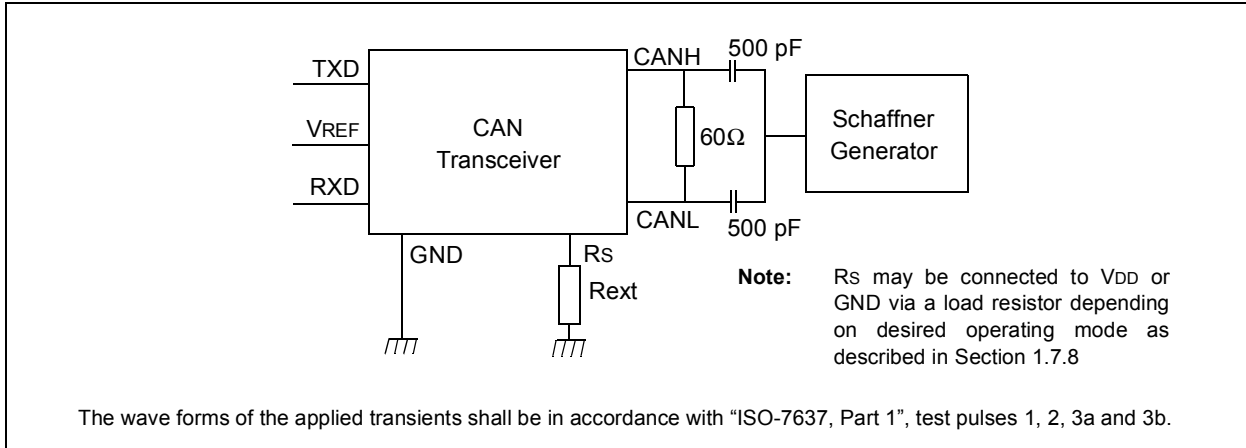 TXD
VREF
RXD
CAN
Transceiver
CANH
CANL
GND
RS
Rext
500 pF
60Ω
500 pF
Schaffner
Generator
Note: RS may be connected to VDD or
GND via a load resistor depending
on desired operating mode as
described in Section 1.7.8
The wave forms of the applied transients shall be in accordance with “ISO-7637, Part 1”, test pulses 1, 2, 3a and 3b.